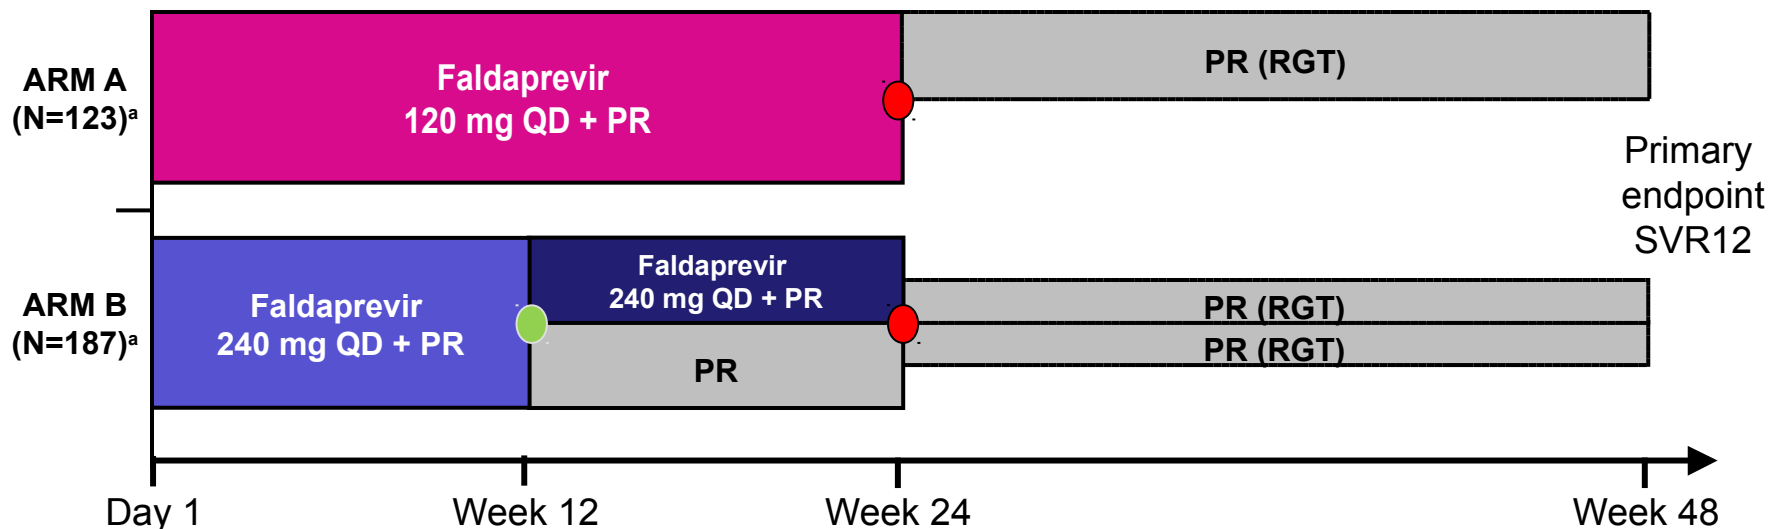 ARM A
(N=123)ᵃ
Faldaprevir
120 mg QD + PR
PR (RGT)
Primary
endpoint
SVR12
ARM B
(N=187)ᵃ
Faldaprevir
240 mg QD + PR
Faldaprevir
240 mg QD + PR
PR
PR (RGT)
PR (RGT)
Day 1
Week 12
Week 24
Week 48